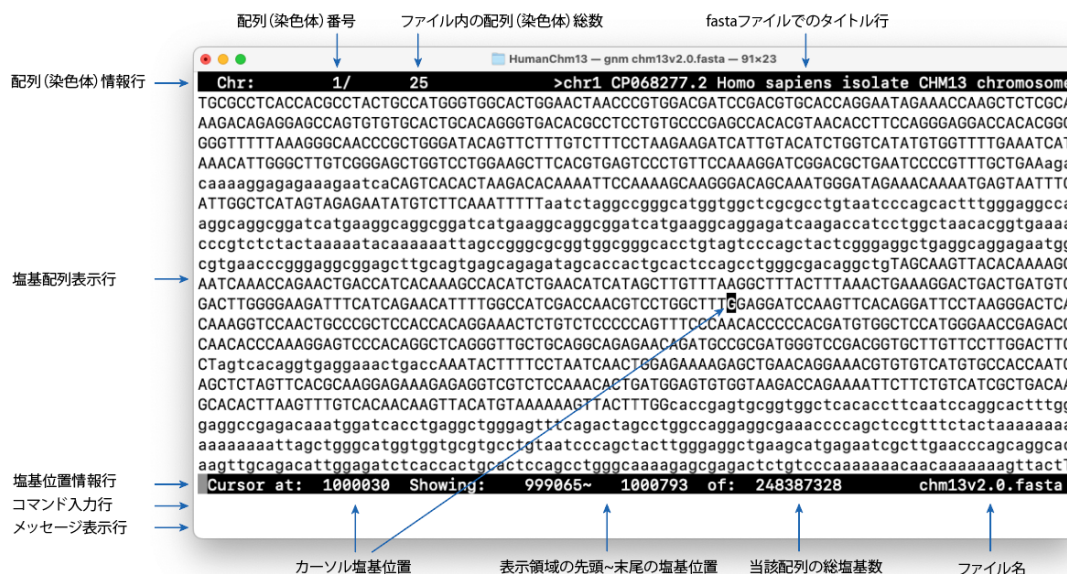 配列(染色体)番号
ファイル内の配列(染色体)総数
fastaファイルでのタイトル行
HumanChm13 — gnm chm13v2.0.fasta — 91×23
配列(染色体)情報行
Chr: 1/ 25 >chr1 CP068277.2 Homo sapiens isolate CHM13 chromosome
TGCGCCTCACCACGCCTACTGCCATGGGTGGCACTGGAACTAACCCGTGGACGATCCGACGTGCACCAGGAATAGAAACCAAGCTCTCGCA
AAGACAGAGGAGCCAGTGTGTGCACTGCACAGGGTGACACGCCTCCTGTGCCCGAGCCACACGTAACACCTTCCAGGGAGGACCACACGGG
GGGTTTTTAAAGGGCAACCCGCTGGGATACAGTTCTTTGTCTTTCCTAAGAAGATCATTGTACATCTGGTCATATGTGGTTTTGAAATCAT
AAACATTGGGCTTGTCGGGAGCTGGTCCTGGAAGCTTCACGTGAGTCCCTGTTCCAAAGGATCGGACGCTGAATCCCCGTTTGCTGAAaga
caaaaggagagaaagaatcaCAGTCACACTAAGACACAAAATTCCAAAAGCAAGGGACAGCAAATGGGATAGAAACAAAATGAGTAATTTC
ATTGGCTCATAGTAGAGAATATGTCTTCAAATTTTTaatctaggccgggcatggtggctcgcgcctgtaatcccagcactttgggaggcca
aggcaggcggatcatgaaggcaggcggatcatgaaggcaggcggatcatgaaggcaggagatcaagaccatcctggctaacacggtgaaaa
cccgtctctactaaaaatacaaaaaattagccgggcgcggtggcgggcacctgtagtcccagctactcgggaggctgaggcaggagaatgg
cgtgaacccgggaggcggagcttgcagtgagcagagatagcaccactgcactccagcctgggcgacaggctgTAGCAAGTTACACAAAAGC
AATCAAACCAGAACTGACCATCACAAAGCCACATCTGAACATCATAGCTTGTTTAAGGCTTTACTTTAAACTGAAAGGACTGACTGATGTC
塩基配列表示行
GACTTGGGGAAGATTTCATCAGAACATTTTGGCCATCGACCAACGTCCTGGCTTTGGAGGATCCAAGTTCACAGGATTCCTAAGGGACTCA
CAAAGGTCCAACTGCCCGCTCCACCACAGGAAACTCTGTCTCCCCCAGTTTCCCAACACCCCCACGATGTGGCTCCATGGGAACCGAGACC
CAACACCCAAAGGAGTCCCACAGGCTCAGGGTTGCTGCAGGCAGAGAACAGATGCCGCGATGGGTCCGACGGTGCTTGTTCCTTGGACTTC
CTagtcacaggtgaggaaactgaccAAATACTTTTCCTAATCAACTGGAGAAAAGAGCTGAACAGGAAACGTGTGTCATGTGCCACCAATC
AGCTCTAGTTCACGCAAGGAGAAAGAGAGGTCGTCTCCAAACACTGATGGAGTGTGGTAAGACCAGAAAATTCTTCTGTCATCGCTGACAA
GCACACTTAAGTTTGTCACAACAAGTTACATGTAAAAAAGTTACTTTGGcaccgagtgcggtggctcacaccttcaatccaggcactttgg
gaggccgagacaaatggatcacctgaggctgggagtttcagactagcctggccaggaggcgaaaccccagctccgtttctactaaaaaaaa
aaaaaaaaattagctgggcatggtggtgcgtgcctgtaatcccagctacttgggaggctgaagcatgagaatcgcttgaacccagcaggcac
aagttgcagacattggagatctcaccactgcactccagcctgggcaaaagagcgagactctgtcccaaaaaaacaacaaaaaaagttactT
塩基位置情報行
Cursor at: 1000030 Showing: 999065~ 1000793 of: 248387328 chm13v2.0.fasta
コマンド入力行
メッセージ表示行
カーソル塩基位置
表示領域の先頭~末尾の塩基位置
当該配列の総塩基数
ファイル名